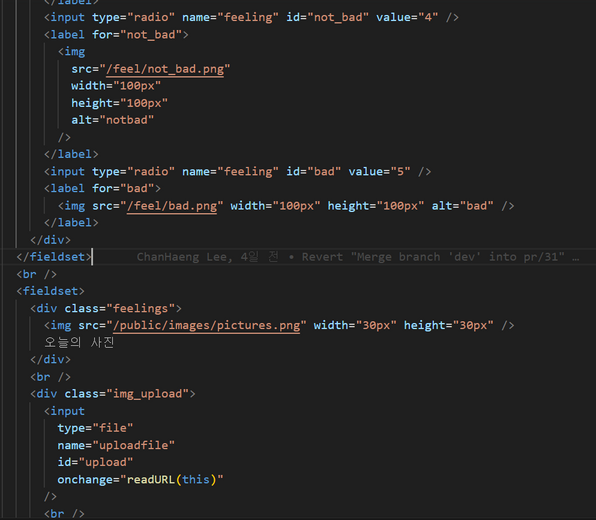 </label>
<input type="radio" name="feeling" id="not_bad" value="4" />
<label for="not_bad">
<img
src="/feel/not_bad.png"
width="100px"
height="100px"
alt="notbad"
/>
</label>
<input type="radio" name="feeling" id="bad" value="5" />
<label for="bad">
<img src="/feel/bad.png" width="100px" height="100px" alt="bad" />
</label>
</div>
</fieldset> ChanHaeng Lee, 4일 전 • Revert "Merge branch 'dev' into pr/31" …
<br />
<fieldset>
<div class="feelings">
<img src="/public/images/pictures.png" width="30px" height="30px" />
오늘의 사진
</div>
<br />
<div class="img_upload">
<input
type="file"
name="uploadfile"
id="upload"
onchange="readURL(this)"
/>
<br />